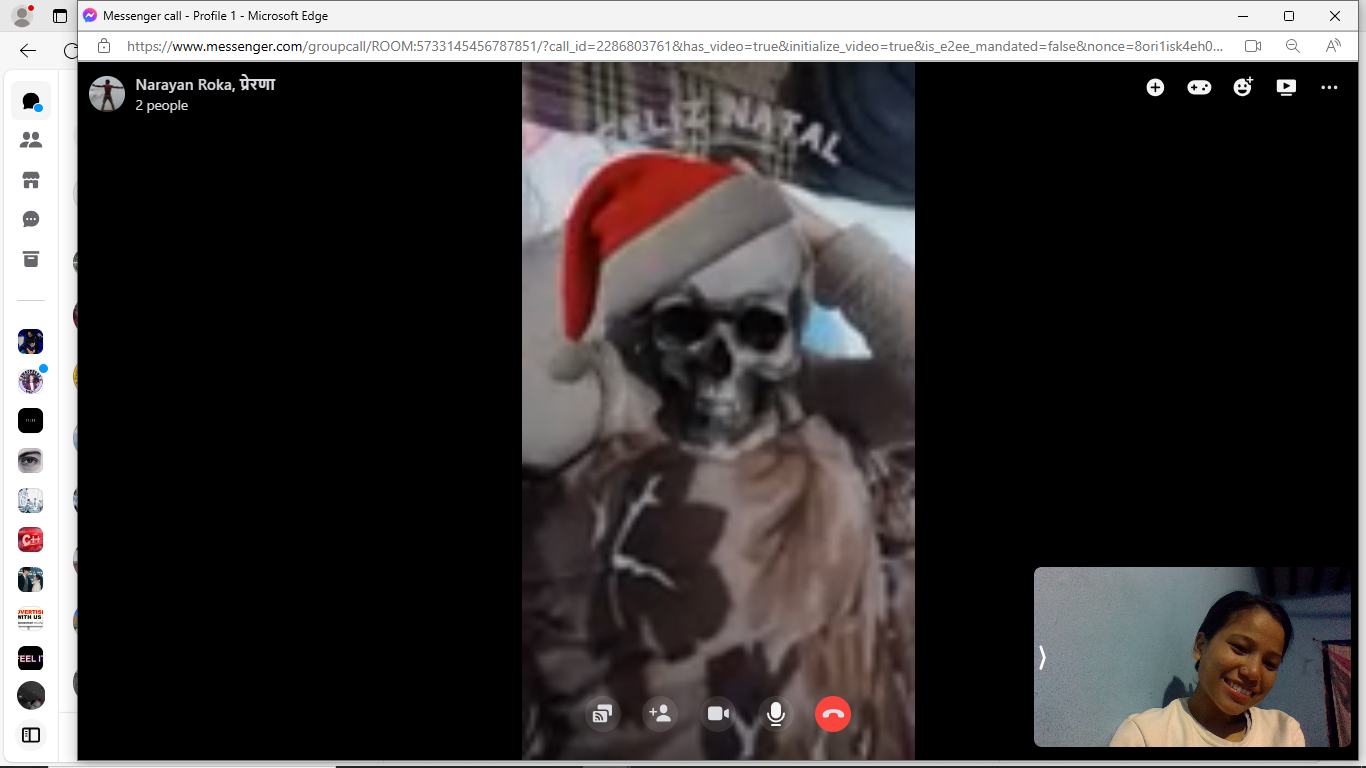 Messenger call - Profile 1 - Microsoft Edge
https://www.messenger.com/groupcall/ROOM:5733145456787851/?call_id=2286803761&has_video=true&initialize_video=true&is_e2ee_mandated=false&nonce=8ori1isk4eh0...
Narayan Roka, प्रेरणा
2 people
FELIZ NATAL
C++
ADVERTISE
WITH US
FEEL IT